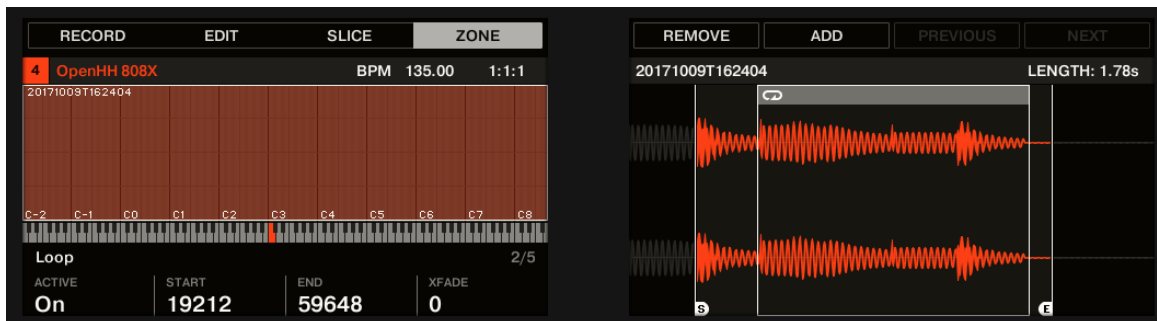 RECORD EDIT SLICE ZONE
4 OpenHH 808X BPM 135.00 1:1:1
20171009T162404
C-2 C-1 C0 C1 C2 C3 C4 C5 C6 C7 C8
Loop 2/5
ACTIVE START END XFADE
On 19212 59648 0
REMOVE ADD PREVIOUS NEXT
20171009T162404 LENGTH: 1.78s
S E